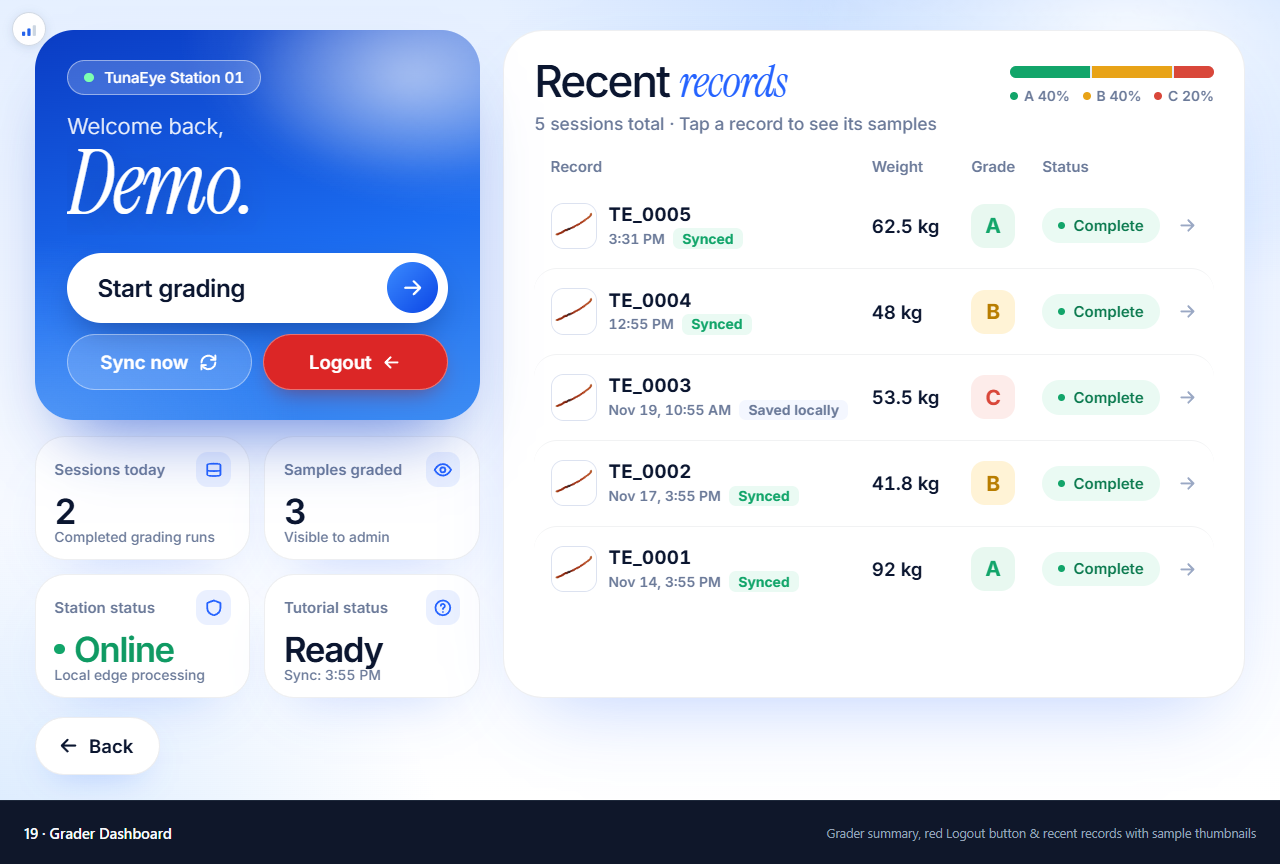 TunaEye Station 01
Welcome back,
Demo.
Start grading
Sync now
Logout
Sessions today
2
Completed grading runs
Samples graded
3
Visible to admin
Station status
Online
Local edge processing
Tutorial status
Ready
Sync: 3:55 PM
Back
Recent records
A 40% B 40% C 20%
5 sessions total · Tap a record to see its samples
Record Weight Grade Status
TE_0005
3:31 PM Synced
62.5 kg A Complete
TE_0004
12:55 PM Synced
48 kg B Complete
TE_0003
Nov 19, 10:55 AM Saved locally
53.5 kg C Complete
TE_0002
Nov 17, 3:55 PM Synced
41.8 kg B Complete
TE_0001
Nov 14, 3:55 PM Synced
92 kg A Complete
19 · Grader Dashboard
Grader summary, red Logout button & recent records with sample thumbnails